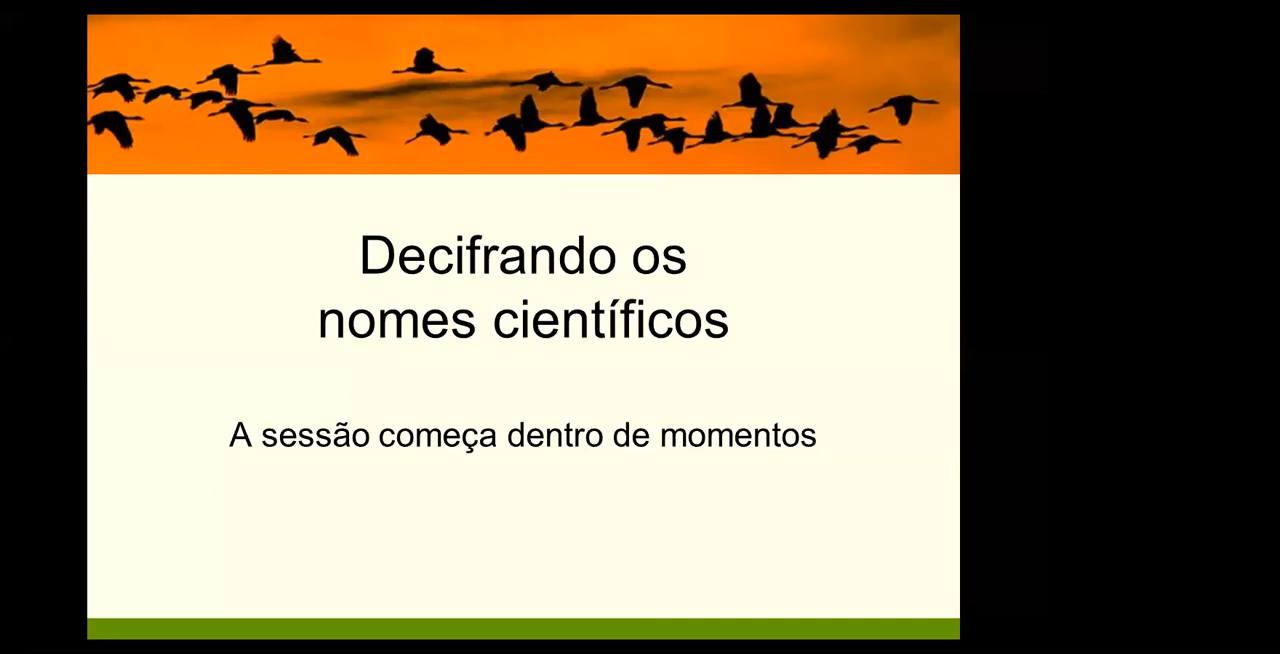 Decifrando os
nomes científicos
A sessão começa dentro de momentos